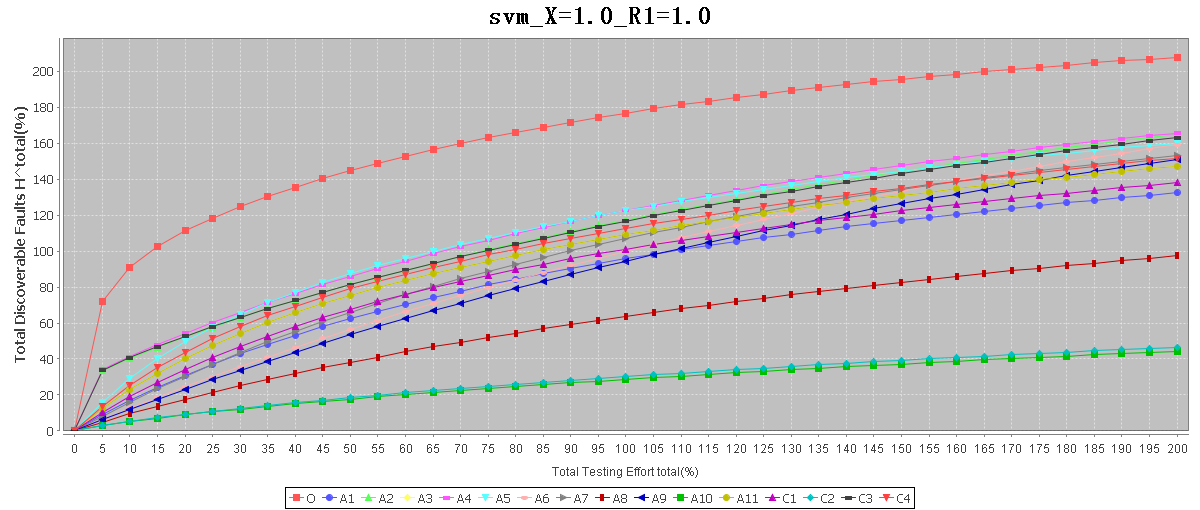 svm_X=1.0_R1=1.0
Total Discoverable Faults H^total(%)
200
180
160
140
120
100
80
60
40
20
0
0 5 10 15 20 25 30 35 40 45 50 55 60 65 70 75 80 85 90 95 100 105 110 115 120 125 130 135 140 145 150 155 160 165 170 175 180 185 190 195 200
Total Testing Effort total(%)
O A1 A2 A3 A4 A5 A6 A7 A8 A9 A10 A11 C1 C2 C3 C4